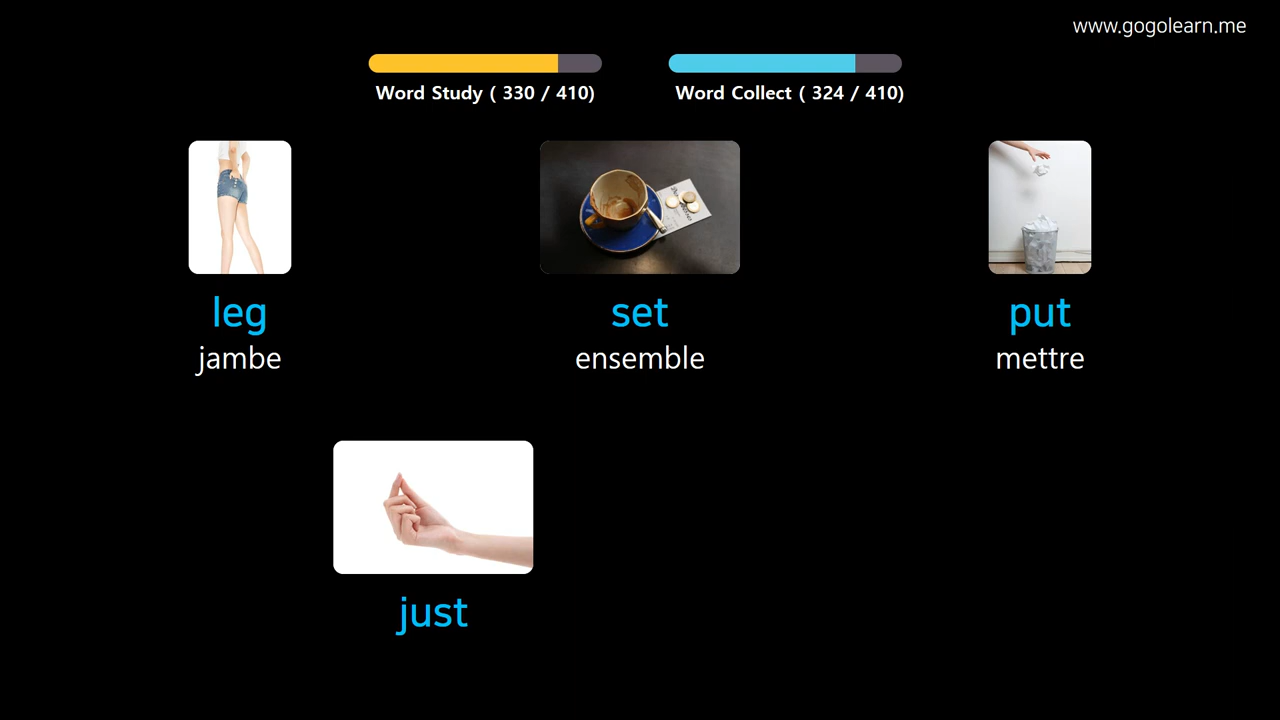 www.gogolearn.me
Word Study ( 330 / 410)
Word Collect ( 324 / 410)
leg
jambe
set
ensemble
put
mettre
just